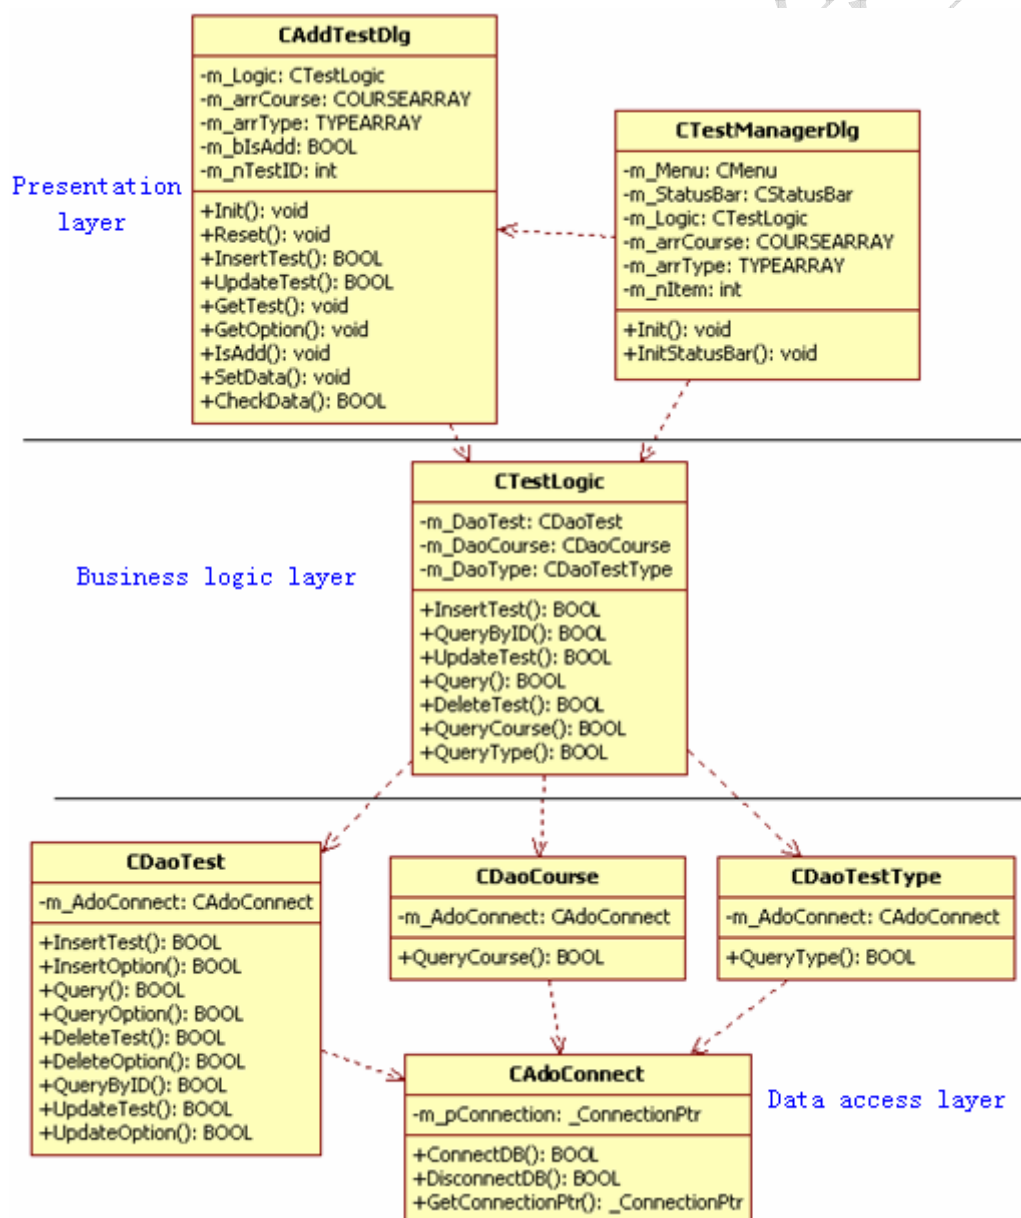 CAddTestDlg
-m_Logic: CTestLogic
-m_arrCourse: COURSEARRAY
-m_arrType: TYPEARRAY
-m_bIsAdd: BOOL
-m_nTestID: int
+Init(): void
+Reset(): void
+InsertTest(): BOOL
+UpdateTest(): BOOL
+GetTest(): void
+GetOption(): void
+IsAdd(): void
+SetData(): void
+CheckData(): BOOL
CTestManagerDlg
-m_Menu: CMenu
-m_StatusBar: CStatusBar
-m_Logic: CTestLogic
-m_arrCourse: COURSEARRAY
-m_arrType: TYPEARRAY
-m_nItem: int
+Init(): void
+InitStatusBar(): void
Presentation
layer
CTestLogic
-m_DaoTest: CDaoTest
-m_DaoCourse: CDaoCourse
-m_DaoType: CDaoTestType
+InsertTest(): BOOL
+QueryByID(): BOOL
+UpdateTest(): BOOL
+Query(): BOOL
+DeleteTest(): BOOL
+QueryCourse(): BOOL
+QueryType(): BOOL
Business logic layer
CDaoTest
-m_AdoConnect: CAdoConnect
+InsertTest(): BOOL
+InsertOption(): BOOL
+Query(): BOOL
+QueryOption(): BOOL
+DeleteTest(): BOOL
+DeleteOption(): BOOL
+QueryByID(): BOOL
+UpdateTest(): BOOL
+UpdateOption(): BOOL
CDaoCourse
-m_AdoConnect: CAdoConnect
+QueryCourse(): BOOL
CDaoTestType
-m_AdoConnect: CAdoConnect
+QueryType(): BOOL
CAdoConnect
-m_pConnection: _ConnectionPtr
+ConnectDB(): BOOL
+DisconnectDB(): BOOL
+GetConnectionPtr(): _ConnectionPtr
Data access layer